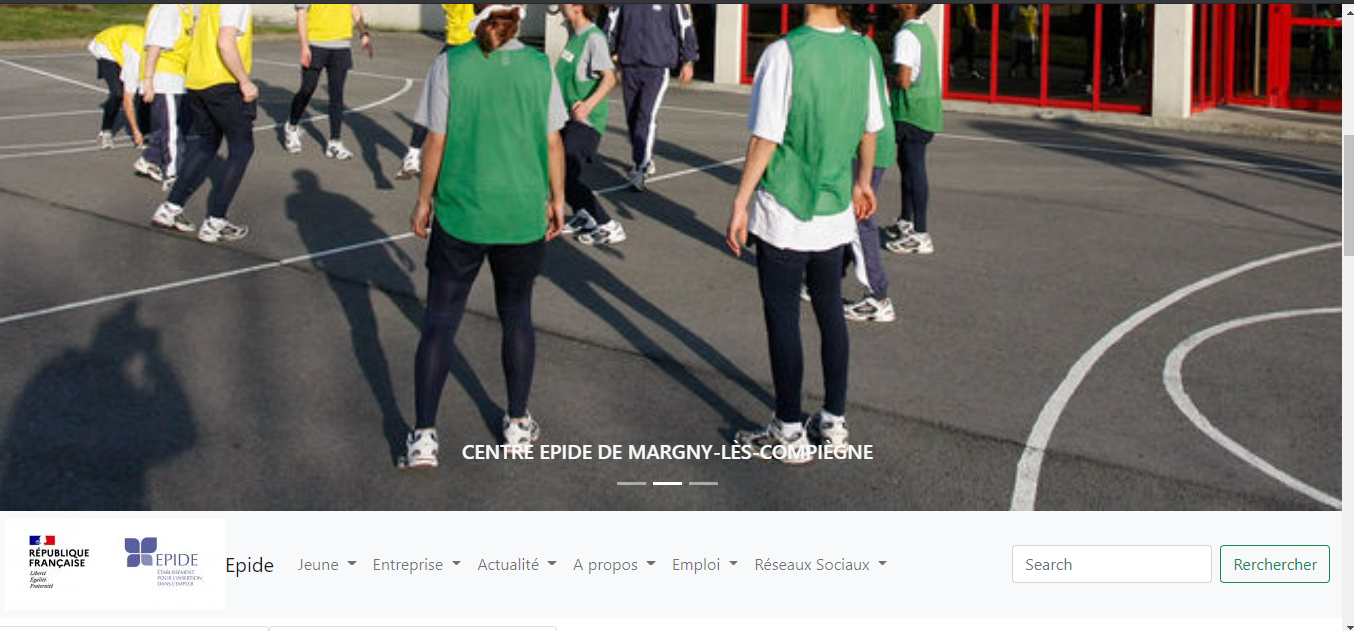 CENTRE EPIDE DE MARGNY-LÈS-COMPIÈGNE
RÉPUBLIQUE
FRANÇAISE
Liberté
Égalité
Fraternité
EPIDE
ÉTABLISSEMENT
POUR L'INSERTION
DANS L'EMPLOI
Epide
Jeune
Entreprise
Actualité
A propos
Emploi
Réseaux Sociaux
Search
Rerchercher